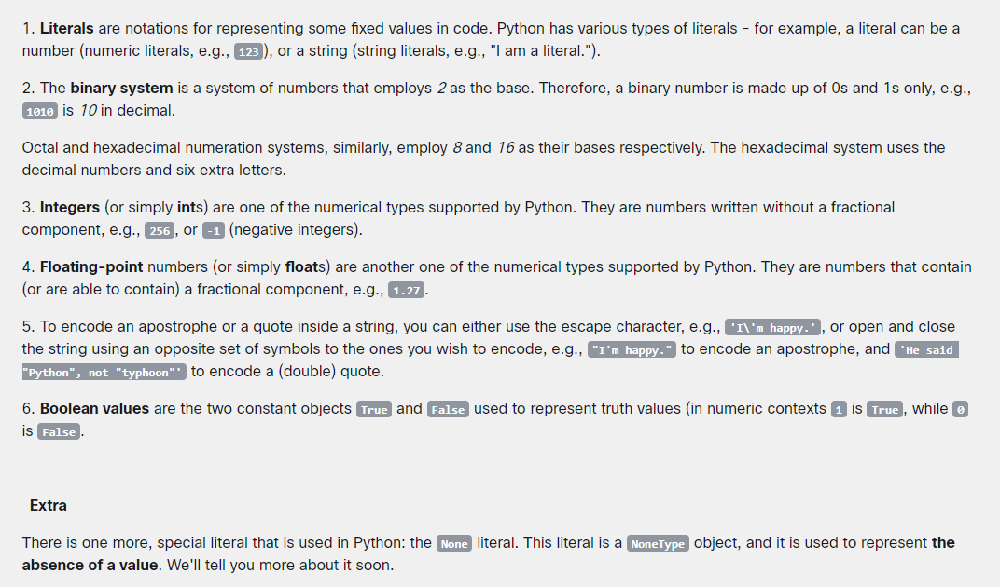 1. Literals are notations for representing some fixed values in code. Python has various types of literals - for example, a literal can be a
number (numeric literals, e.g., 123), or a string (string literals, e.g., "I am a literal.").
2. The binary system is a system of numbers that employs 2 as the base. Therefore, a binary number is made up of 0s and 1s only, e.g.,
1010 is 10 in decimal.
Octal and hexadecimal numeration systems, similarly, employ 8 and 16 as their bases respectively. The hexadecimal system uses the
decimal numbers and six extra letters.
3. Integers (or simply ints) are one of the numerical types supported by Python. They are numbers written without a fractional
component, e.g., 256, or -1 (negative integers).
4. Floating-point numbers (or simply floats) are another one of the numerical types supported by Python. They are numbers that contain
(or are able to contain) a fractional component, e.g., 1.27.
5. To encode an apostrophe or a quote inside a string, you can either use the escape character, e.g., 'I\'m happy.', or open and close
the string using an opposite set of symbols to the ones you wish to encode, e.g., "I'm happy." to encode an apostrophe, and 'He said
"Python", not "typhoon"' to encode a (double) quote.
6. Boolean values are the two constant objects True and False used to represent truth values (in numeric contexts 1 is True, while 0
is False.
Extra
There is one more, special literal that is used in Python: the None literal. This literal is a NoneType object, and it is used to represent the
absence of a value. We'll tell you more about it soon.